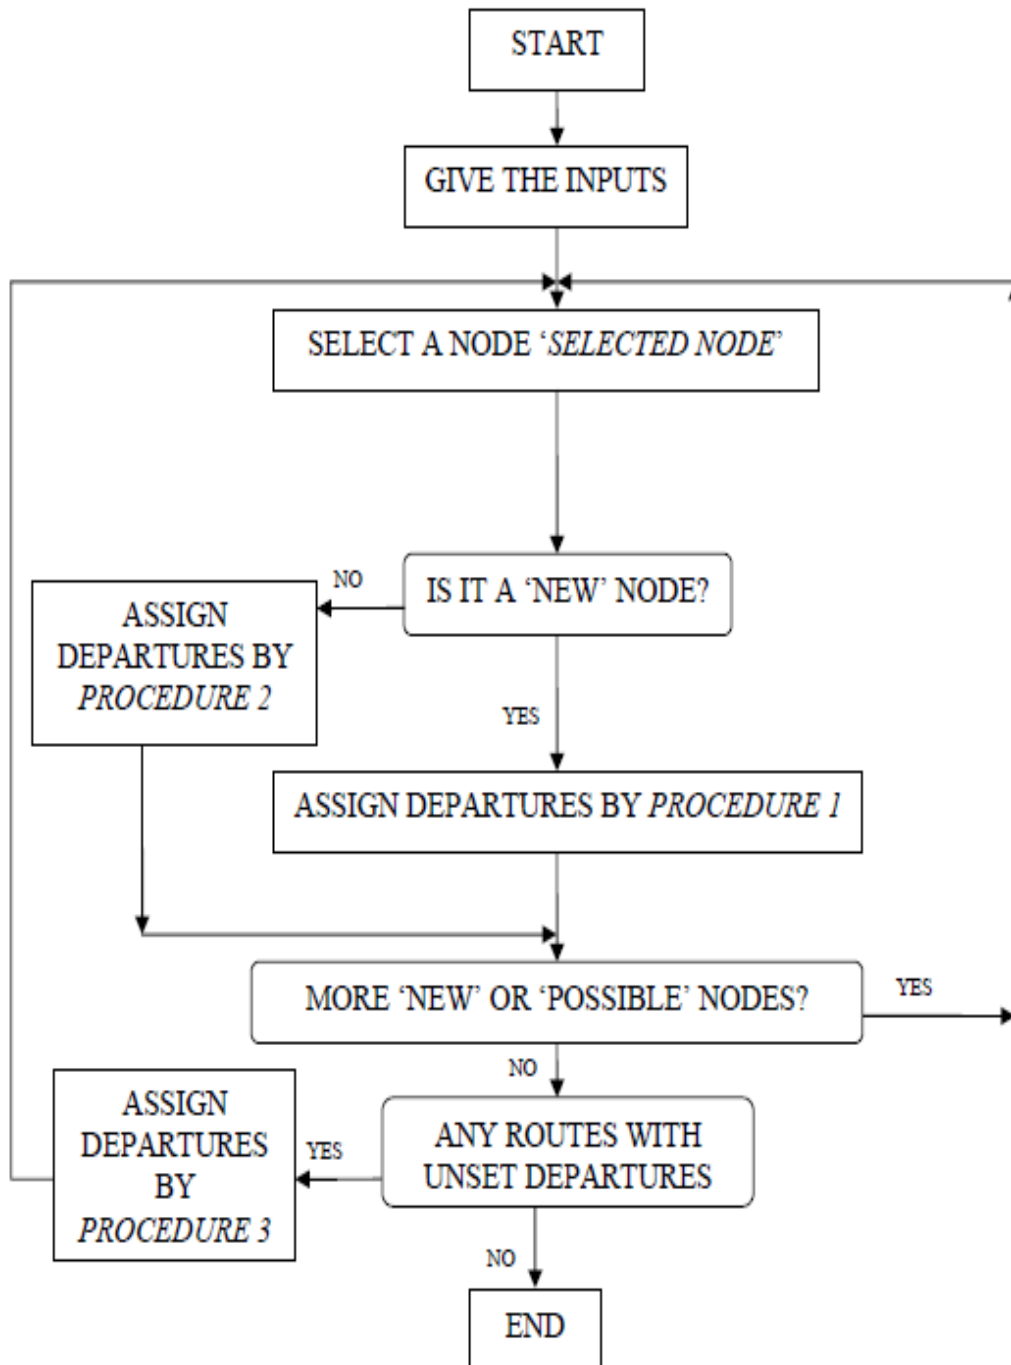 START
GIVE THE INPUTS
SELECT A NODE ‘SELECTED NODE’
IS IT A ‘NEW’ NODE?
NO
ASSIGN
DEPARTURES BY
PROCEDURE 2
YES
ASSIGN DEPARTURES BY PROCEDURE 1
MORE ‘NEW’ OR ‘POSSIBLE’ NODES?
YES
NO
ANY ROUTES WITH
UNSET DEPARTURES
YES
ASSIGN
DEPARTURES
BY
PROCEDURE 3
NO
END